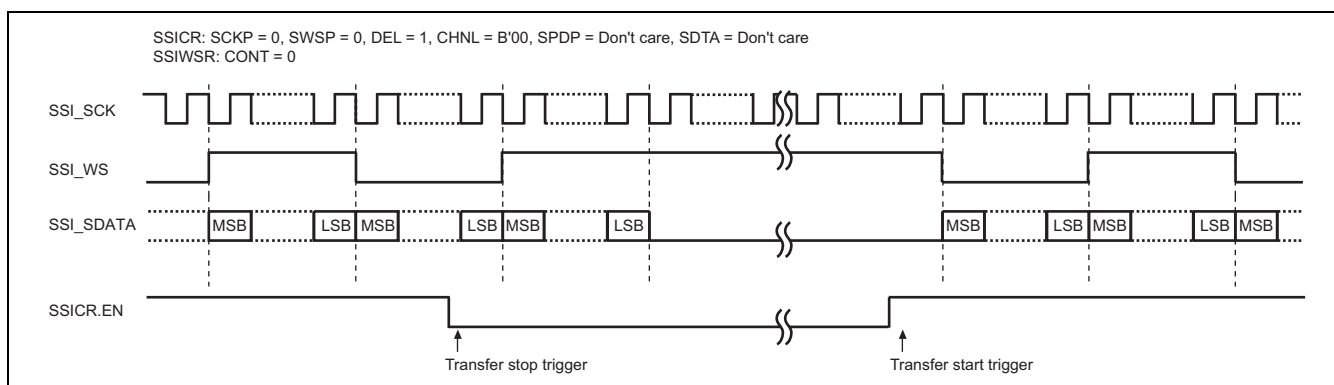 SSICR: SCKP = 0, SWSP = 0, DEL = 1, CHNL = B'00, SPDP = Don't care, SDTA = Don't care
SSIWSR: CONT = 0
SSI_SCK
SSI_WS
SSI_SDATA MSB LSB MSB LSB MSB LSB MSB LSB MSB LSB MSB
SSICR.EN
Transfer stop trigger Transfer start trigger